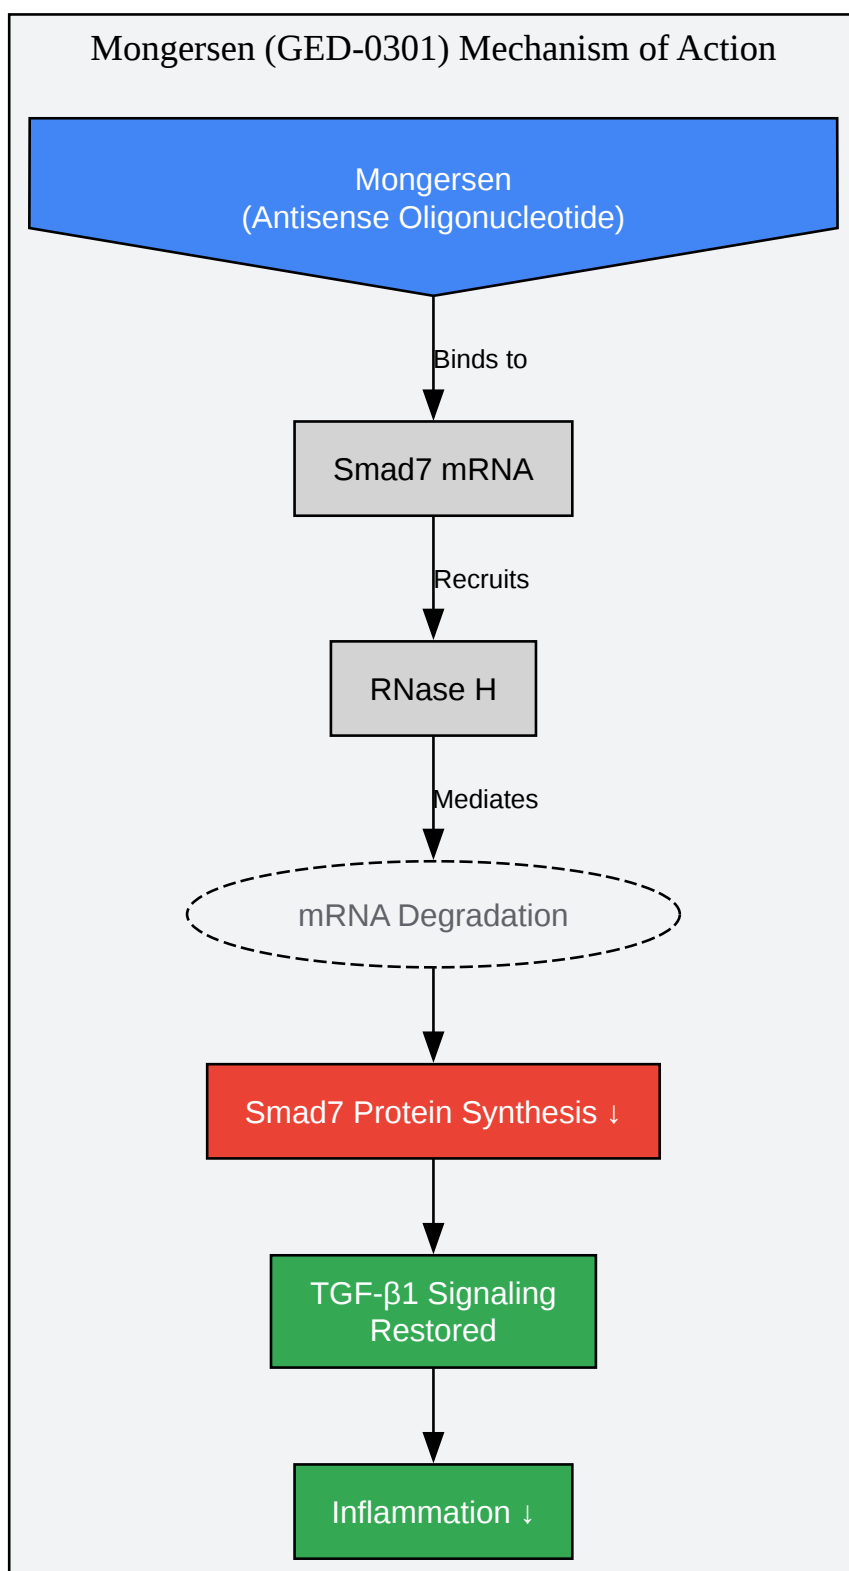 Mongersen (GED-0301) Mechanism of Action
Mongersen
(Antisense Oligonucleotide)
Binds to
Smad7 mRNA
Recruits
RNase H
Mediates
mRNA Degradation
Smad7 Protein Synthesis ↓
TGF-β1 Signaling
Restored
Inflammation ↓